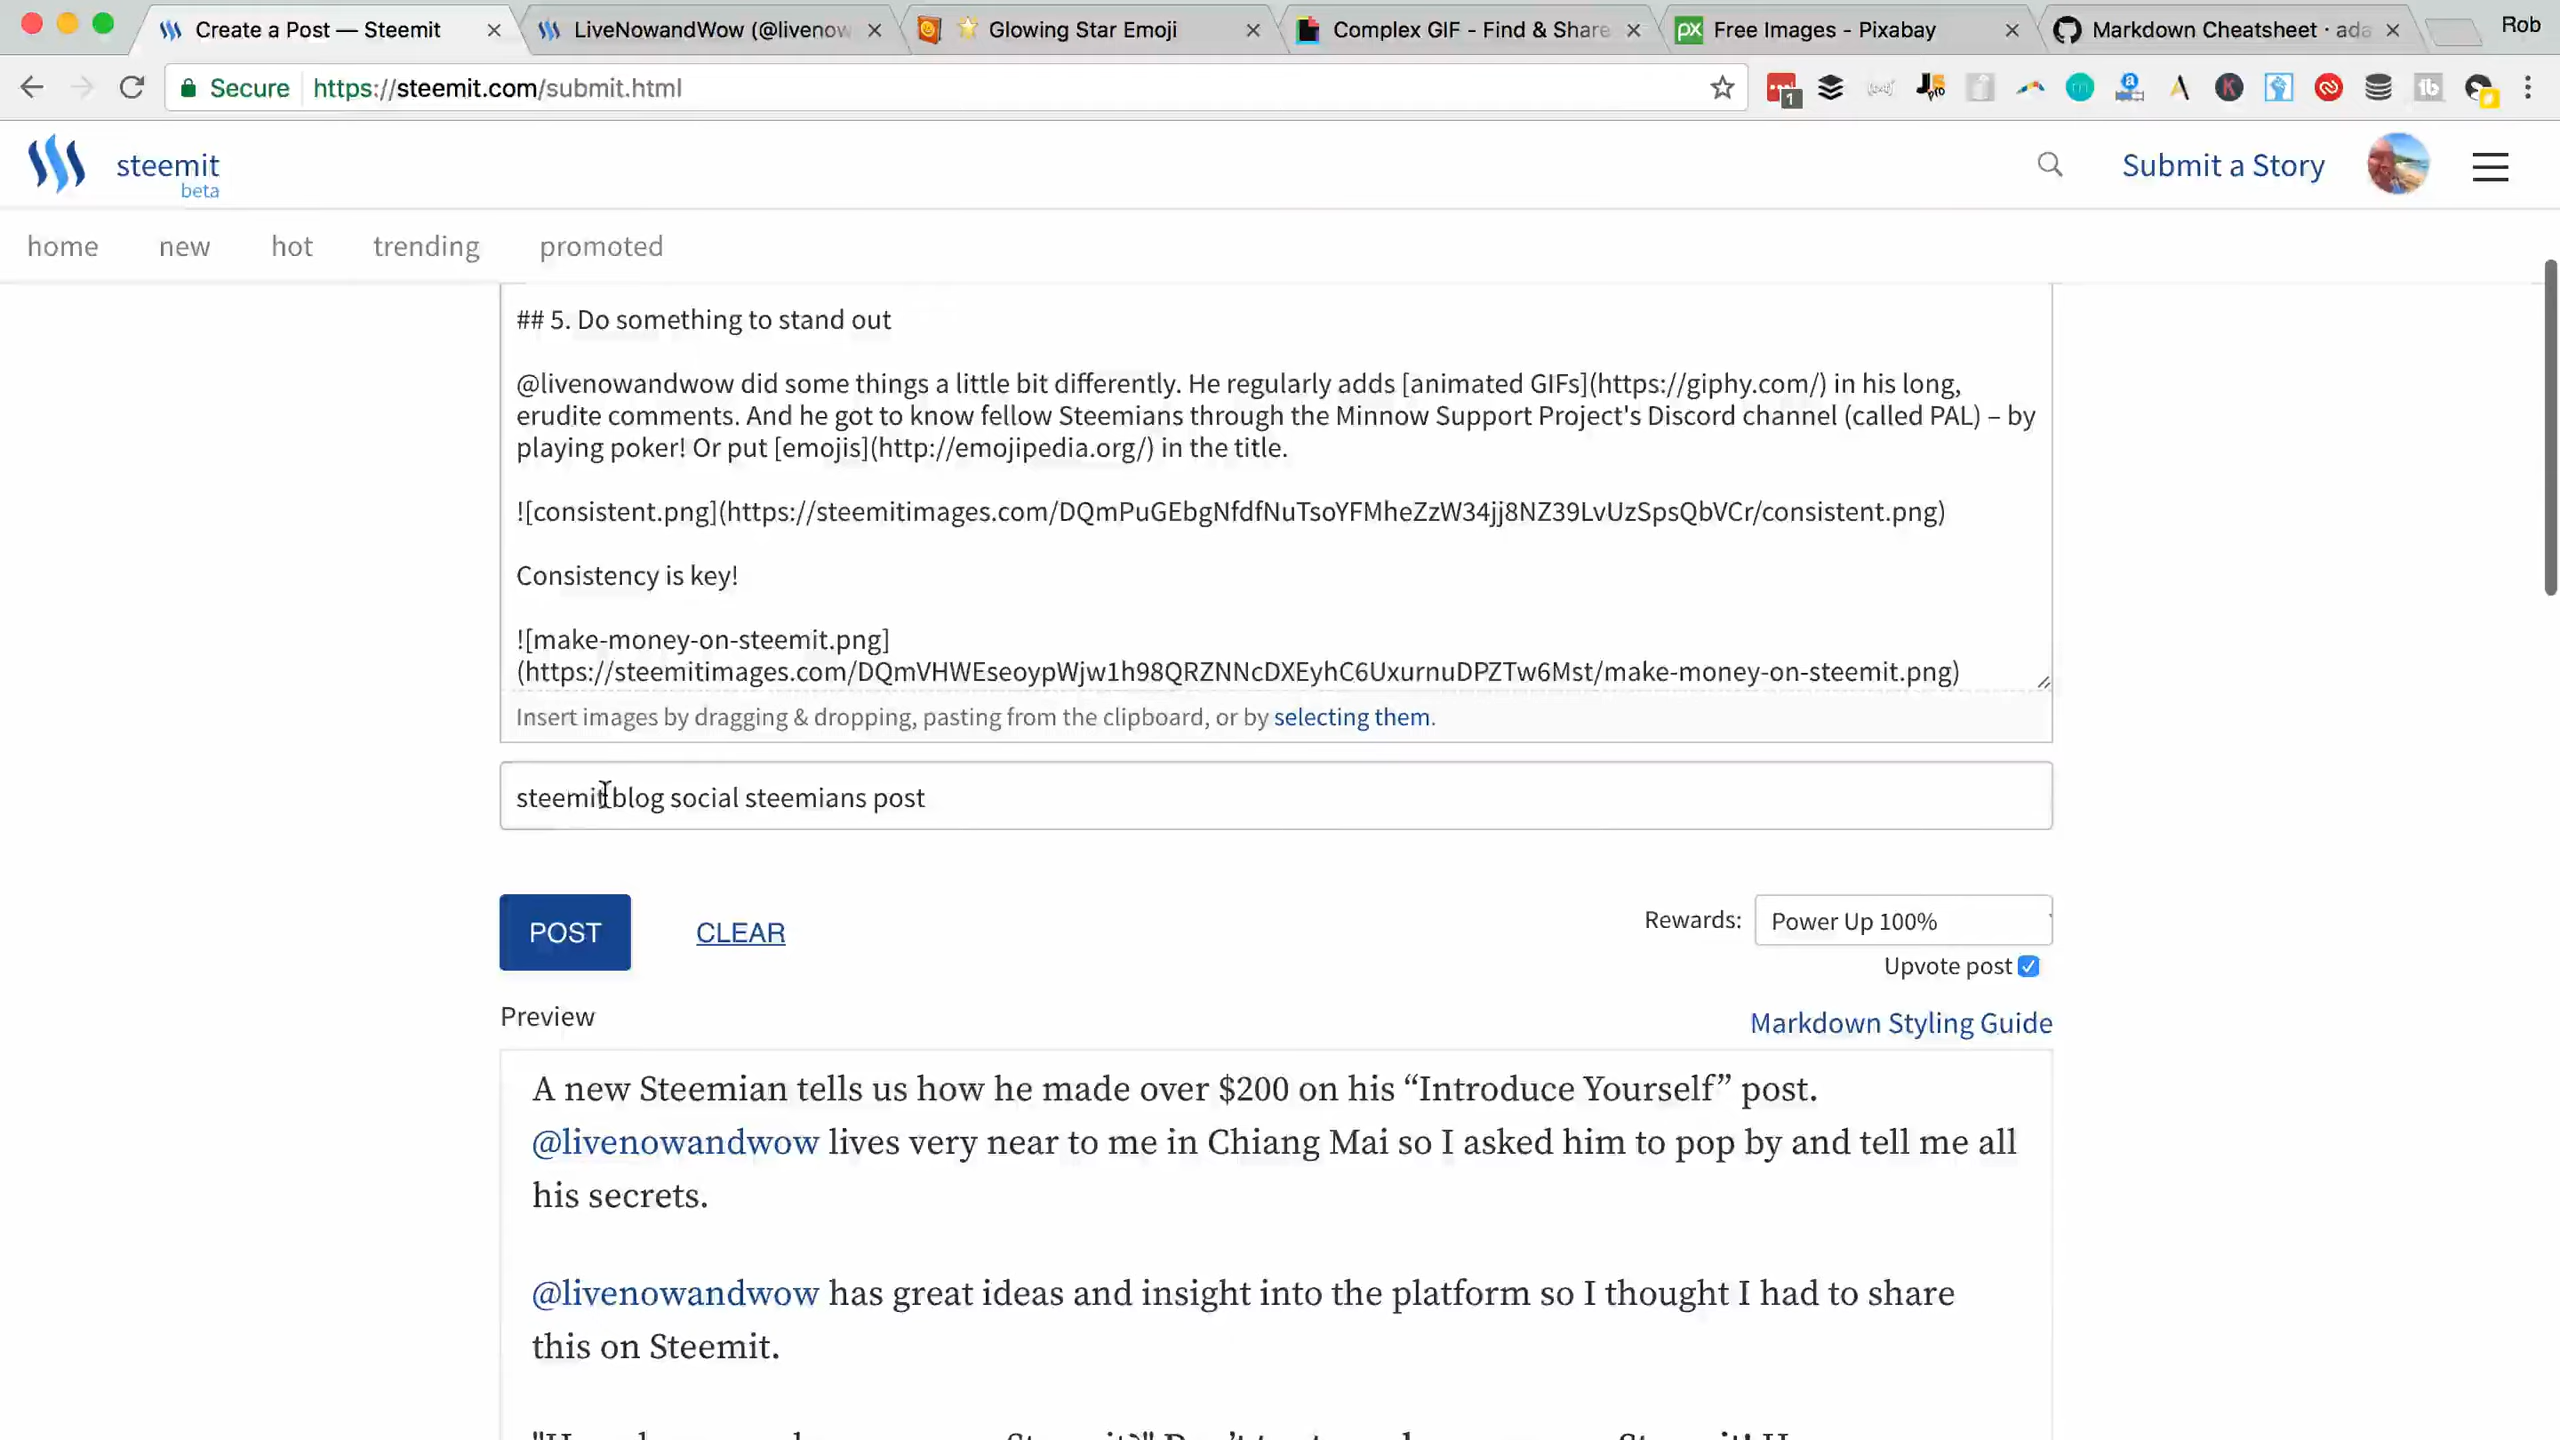 Create a Post — Steemit
LiveNowandWow (@livenow
Glowing Star Emoji
Complex GIF - Find & Share
Free Images - Pixabay
Markdown Cheatsheet · ada
Rob
Secure
https://steemit.com/submit.html
1
steemit
beta
Submit a Story
home
new
hot
trending
promoted
## 5. Do something to stand out
@livenowandwow did some things a little bit differently. He regularly adds [animated GIFs](https://giphy.com/) in his long,
erudite comments. And he got to know fellow Steemians through the Minnow Support Project's Discord channel (called PAL) – by
playing poker! Or put [emojis](http://emojipedia.org/) in the title.
![consistent.png](https://steemitimages.com/DQmPuGEbgNfdfNuTsoYFMheZzW34jj8NZ39LvUzSpsQbVCr/consistent.png)
Consistency is key!
![make-money-on-steemit.png]
(https://steemitimages.com/DQmVHWEseoypWjw1h98QRZNNcDXEyhC6UxurnuDPZTw6Mst/make-money-on-steemit.png)
Insert images by dragging & dropping, pasting from the clipboard, or by selecting them.
steemit blog social steemians post
POST
CLEAR
Rewards:
Power Up 100%
Upvote post
Preview
Markdown Styling Guide
A new Steemian tells us how he made over $200 on his “Introduce Yourself” post.
@livenowandwow lives very near to me in Chiang Mai so I asked him to pop by and tell me all
his secrets.
@livenowandwow has great ideas and insight into the platform so I thought I had to share
this on Steemit.